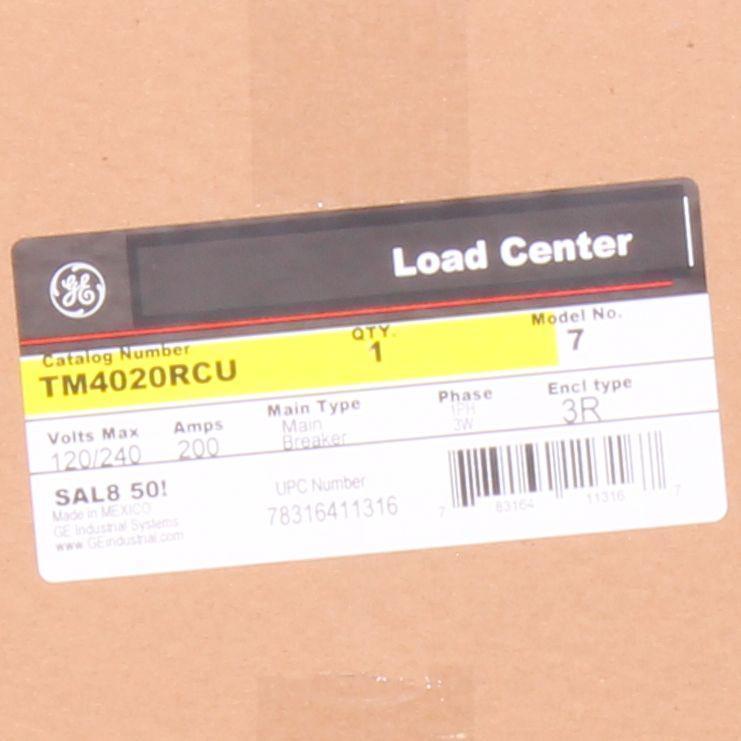 GE
Load Center
Catalog Number QTY. Model No.
TM4020RCU 1 7
Volts Max Amps Main Type Phase Encl type
120/240 200 Main 1PH 3R
Breaker 3W
SAL8 50! UPC Number
Made in MEXICO 78316411316
GE Industrial Systems
www.GEindustrial.com
7 83164 11316 7